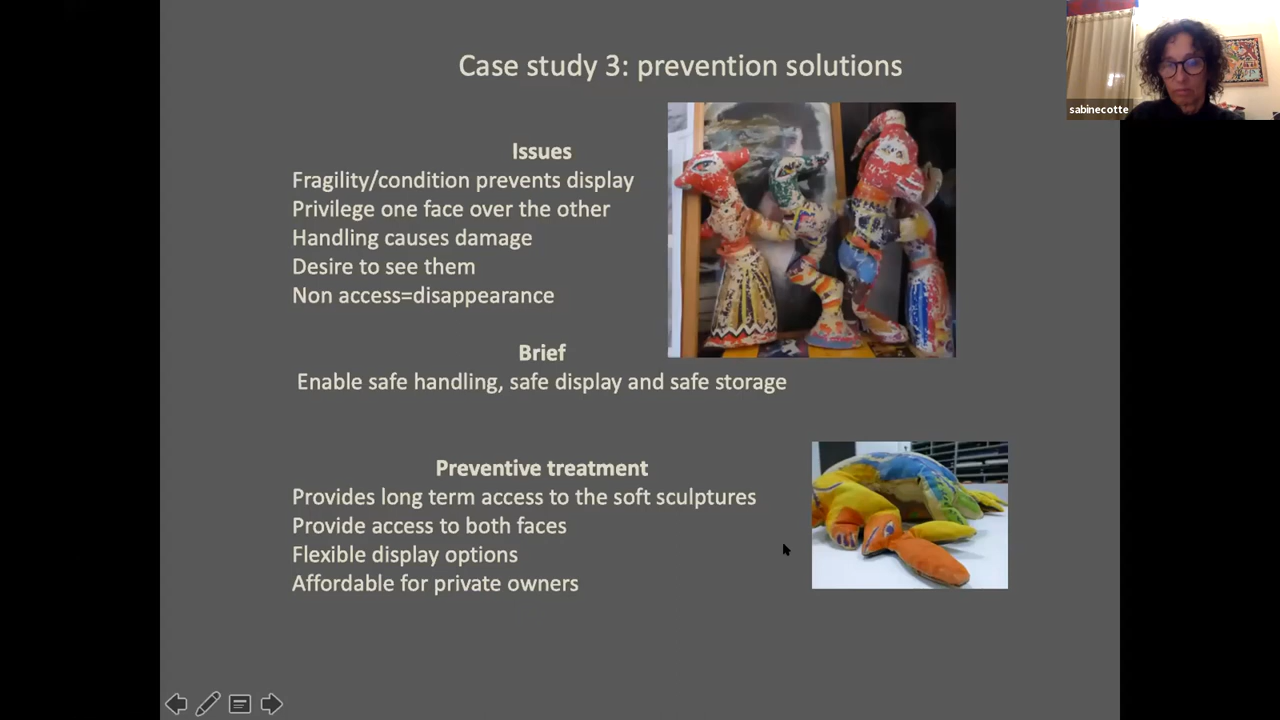 Case study 3: prevention solutions
sabinecotte
Issues
Fragility/condition prevents display
Privilege one face over the other
Handling causes damage
Desire to see them
Non access=disappearance
Brief
Enable safe handling, safe display and safe storage
Preventive treatment
Provides long term access to the soft sculptures
Provide access to both faces
Flexible display options
Affordable for private owners